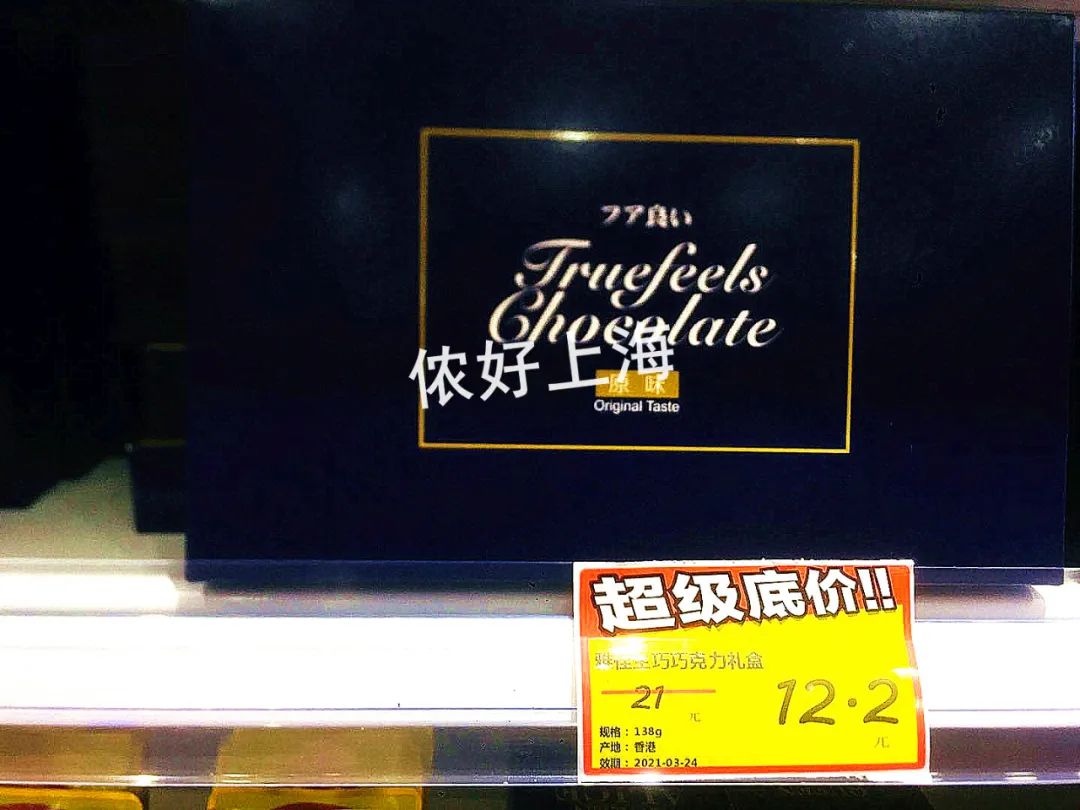 フア良い
Truefeels
Chocolate
侬好上海
原味
Original Taste
超级底价!!
巧巧克力礼盒
21
元
12.2
元
规格：138g
产地：香港
效期：2021-03-24